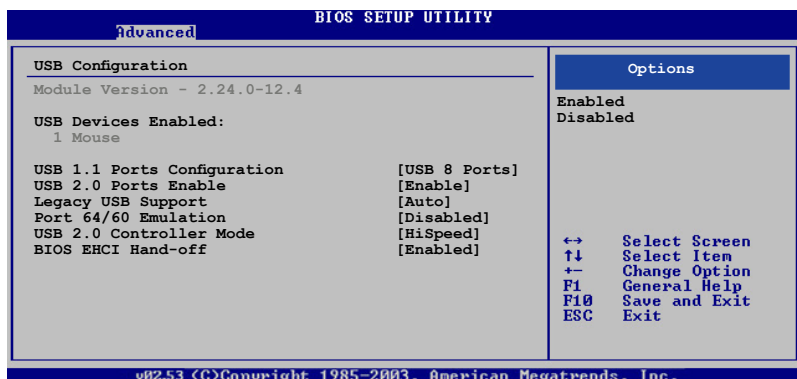 BIOS SETUP UTILITY
Advanced
USB Configuration
Module Version - 2.24.0-12.4
USB Devices Enabled:
1 Mouse
USB 1.1 Ports Configuration [USB 8 Ports]
USB 2.0 Ports Enable [Enable]
Legacy USB Support [Auto]
Port 64/60 Emulation [Disabled]
USB 2.0 Controller Mode [HiSpeed]
BIOS EHCI Hand-off [Enabled]
Options
Enabled
Disabled
←→ Select Screen
↑↓ Select Item
+- Change Option
F1 General Help
F10 Save and Exit
ESC Exit
v02.53 (C)Copyright 1985-2003, American Megatrends, Inc.